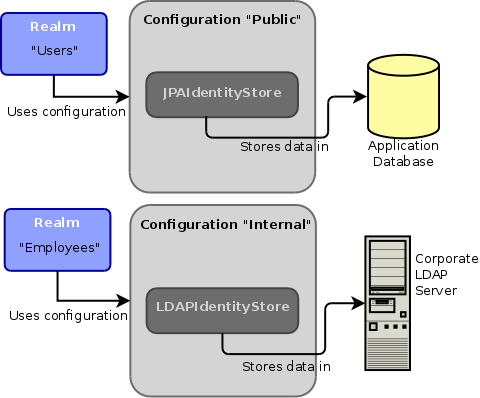 Realm
"Users"
Uses configuration
Configuration "Public"
JPAIdentityStore
Stores data in
Application
Database
Realm
"Employees"
Uses configuration
Configuration "Internal"
LDAPIdentityStore
Stores data in
Corporate
LDAP
Server